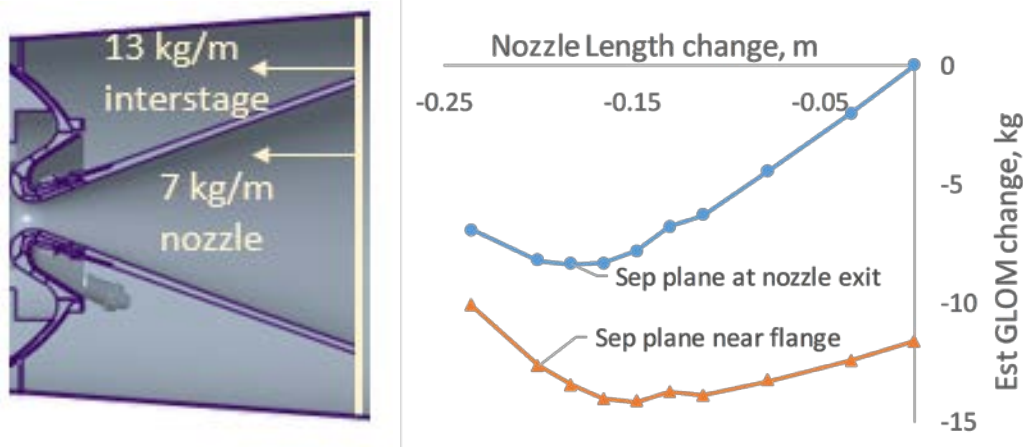 13 kg/m
interstage
7 kg/m
nozzle
Nozzle Length change, m
-0.25
-0.15
-0.05
0
-5
-10
-15
Sep plane at nozzle exit
Sep plane near flange
Est GLOM change, kg